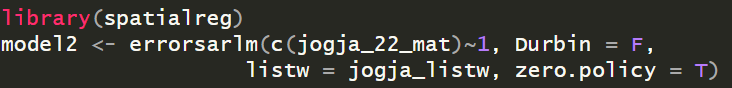 library(spatialreg)
model2 <- errorsarlm(c(jogja_22_mat)~1, Durbin = F,
listw = jogja_listw, zero.policy = T)